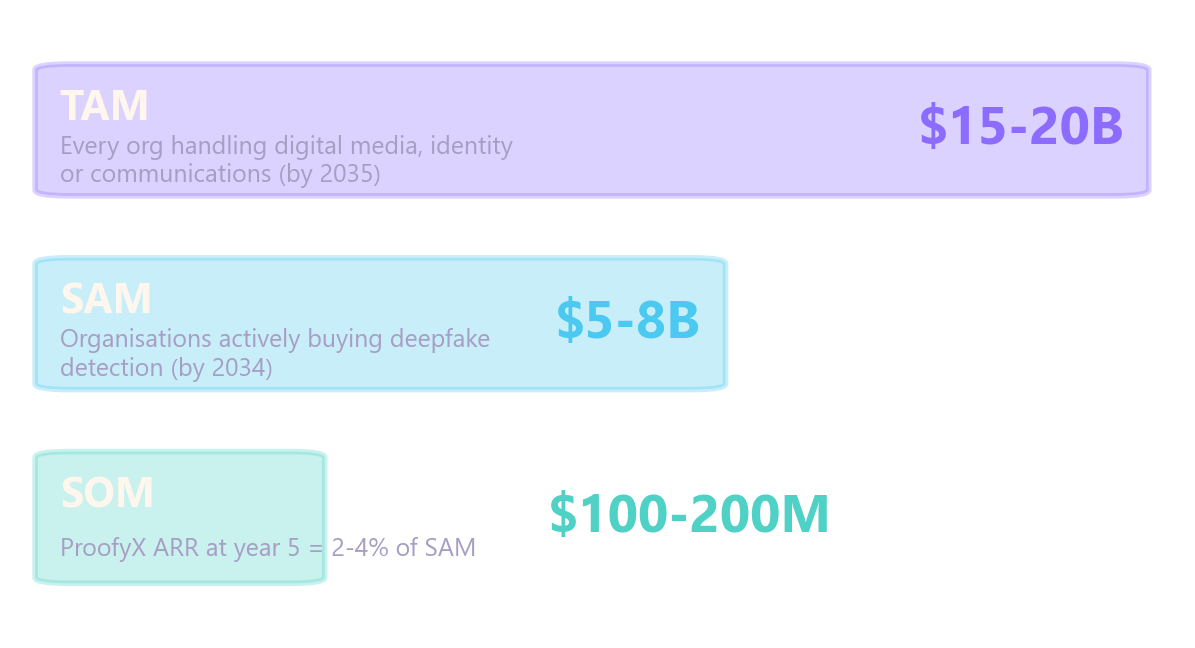 TAM
$15-20B
Every org handling digital media, identity
or communications (by 2035)
SAM
$5-8B
Organisations actively buying deepfake
detection (by 2034)
SOM
$100-200M
ProofyX ARR at year 5 = 2-4% of SAM